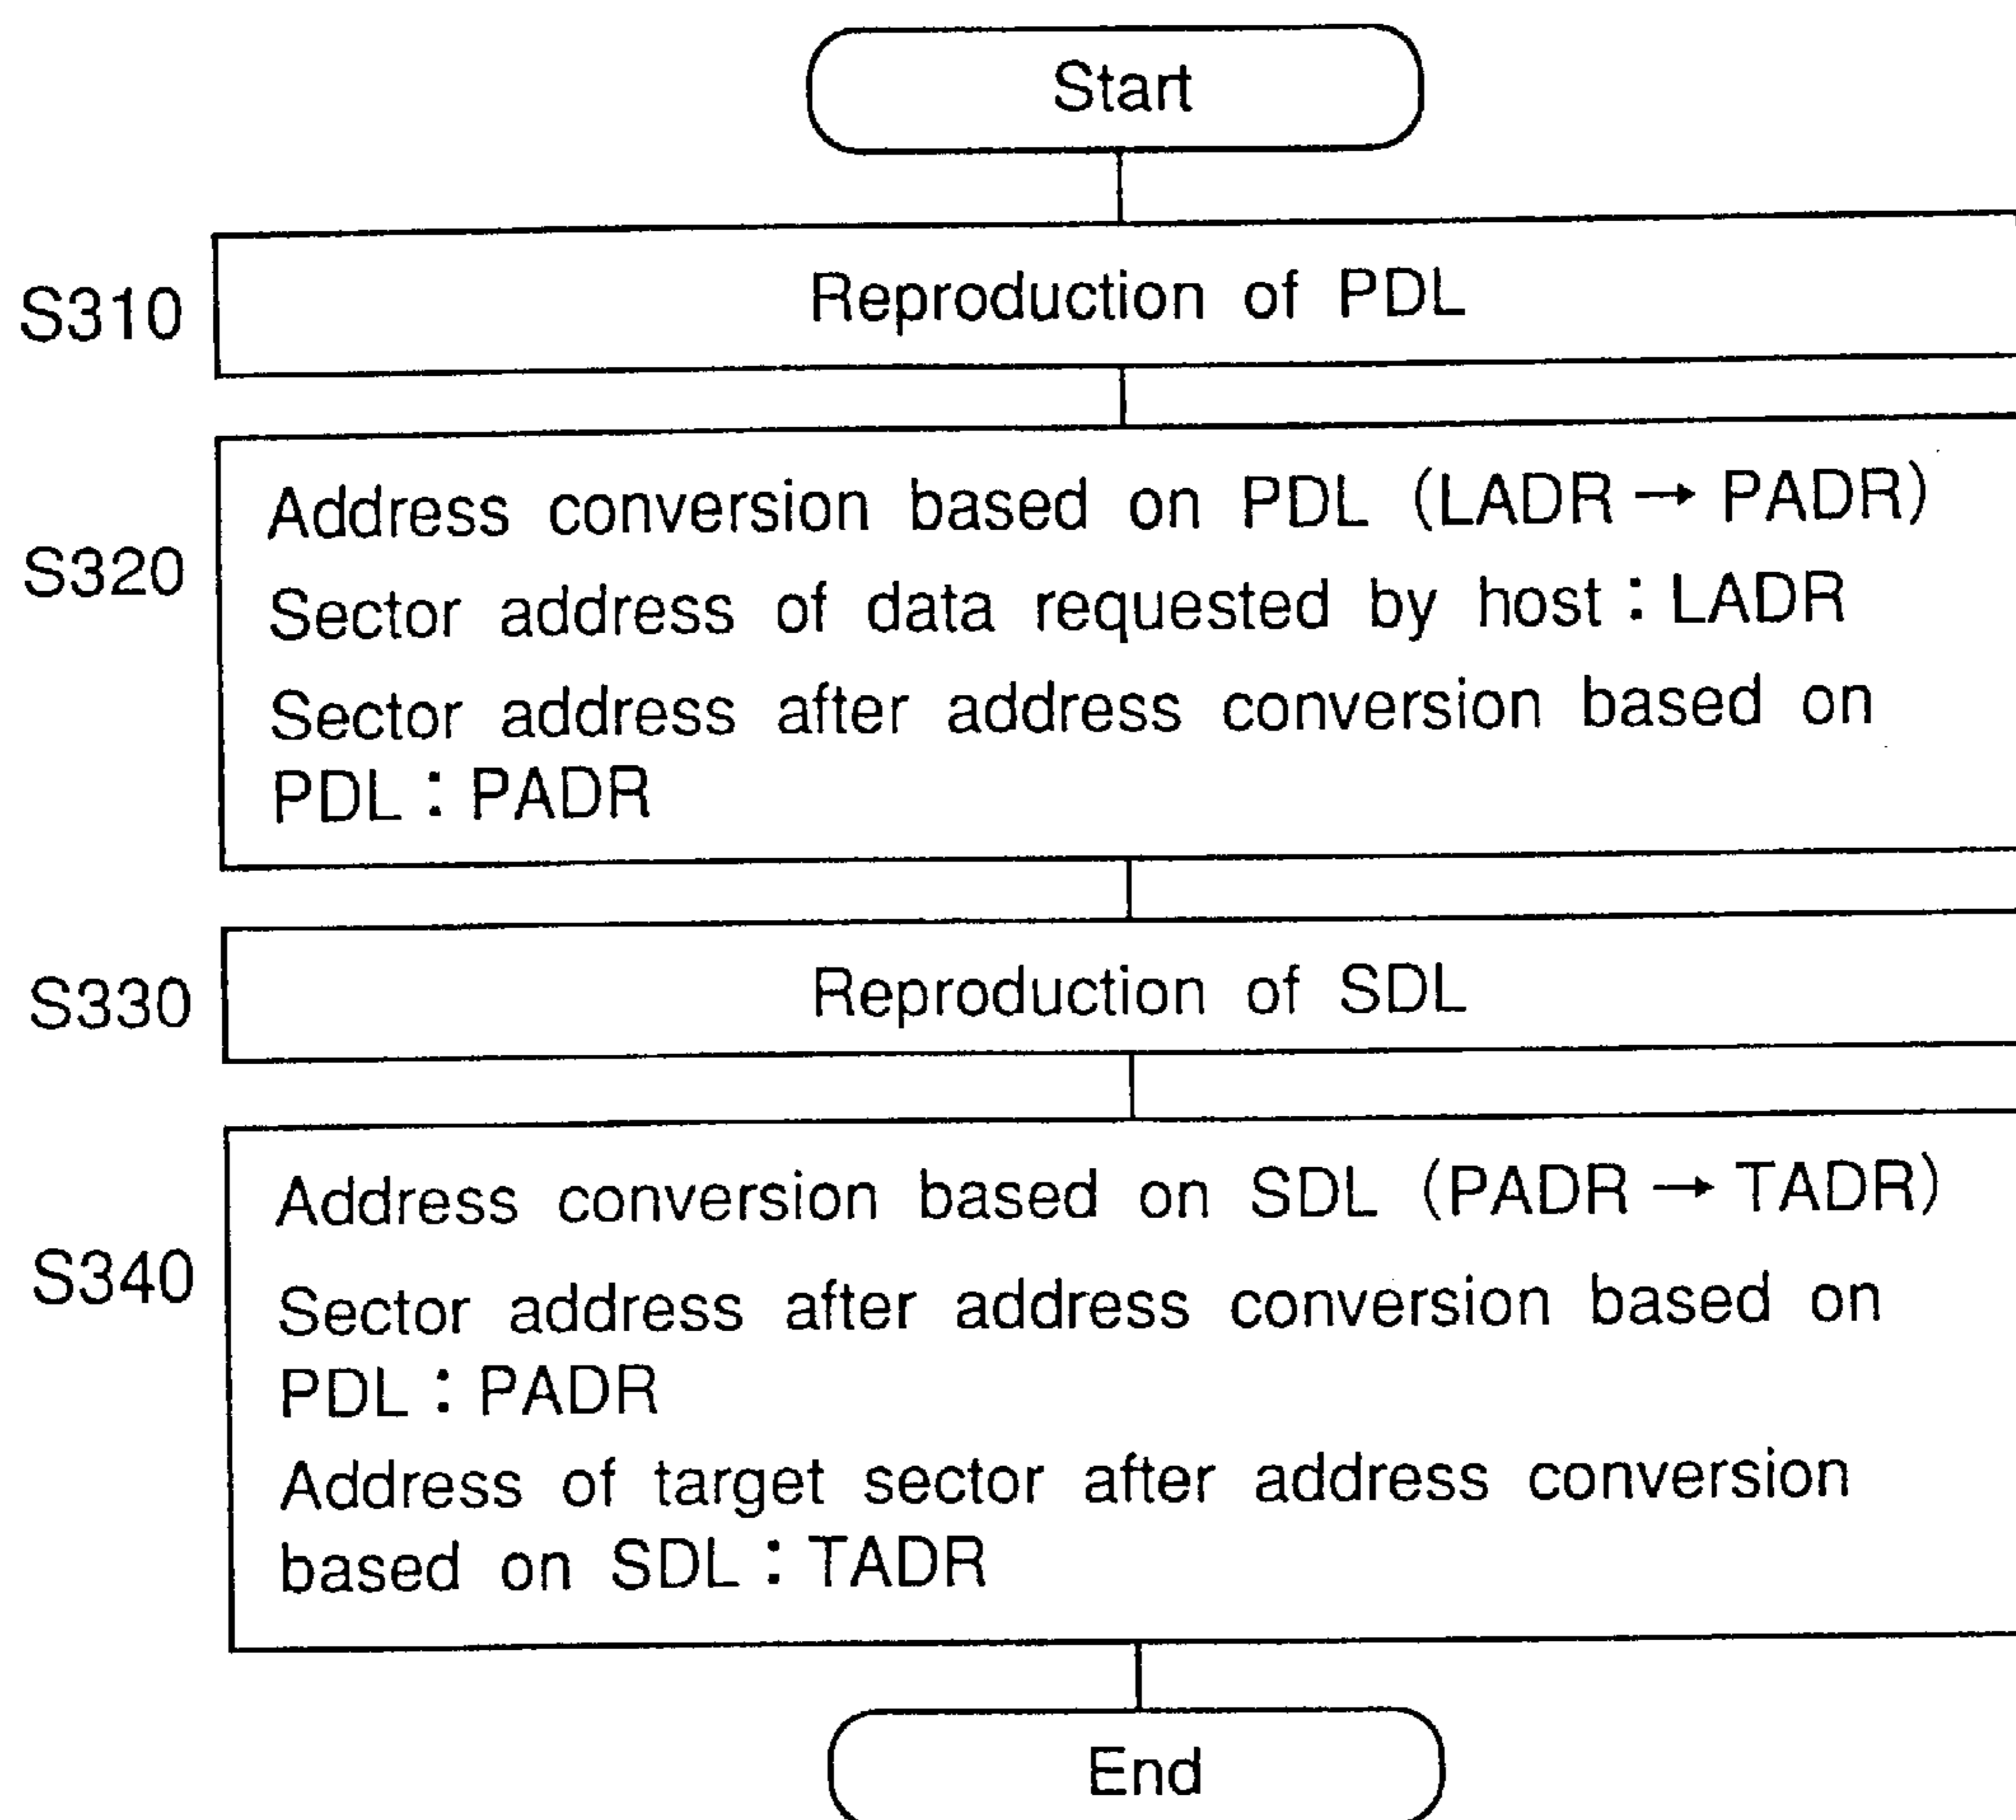 Start
S310
Reproduction of PDL
S320
Address conversion based on PDL (LADR → PADR)
Sector address of data requested by host : LADR
Sector address after address conversion based on
PDL : PADR
S330
Reproduction of SDL
S340
Address conversion based on SDL (PADR → TADR)
Sector address after address conversion based on
PDL : PADR
Address of target sector after address conversion
based on SDL : TADR
End